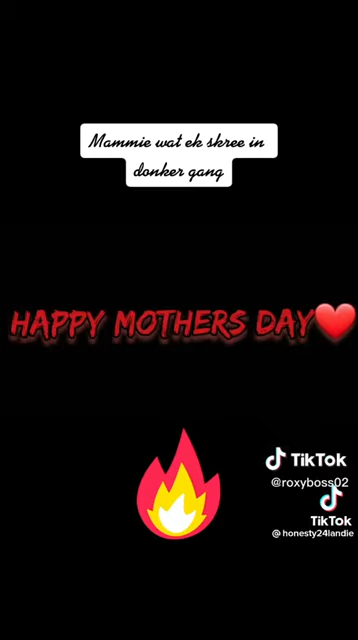 Mammie wat ek skree in
donker gang
HAPPY MOTHERS DAY
TikTok
@roxyboss02
TikTok
@honesty24landie